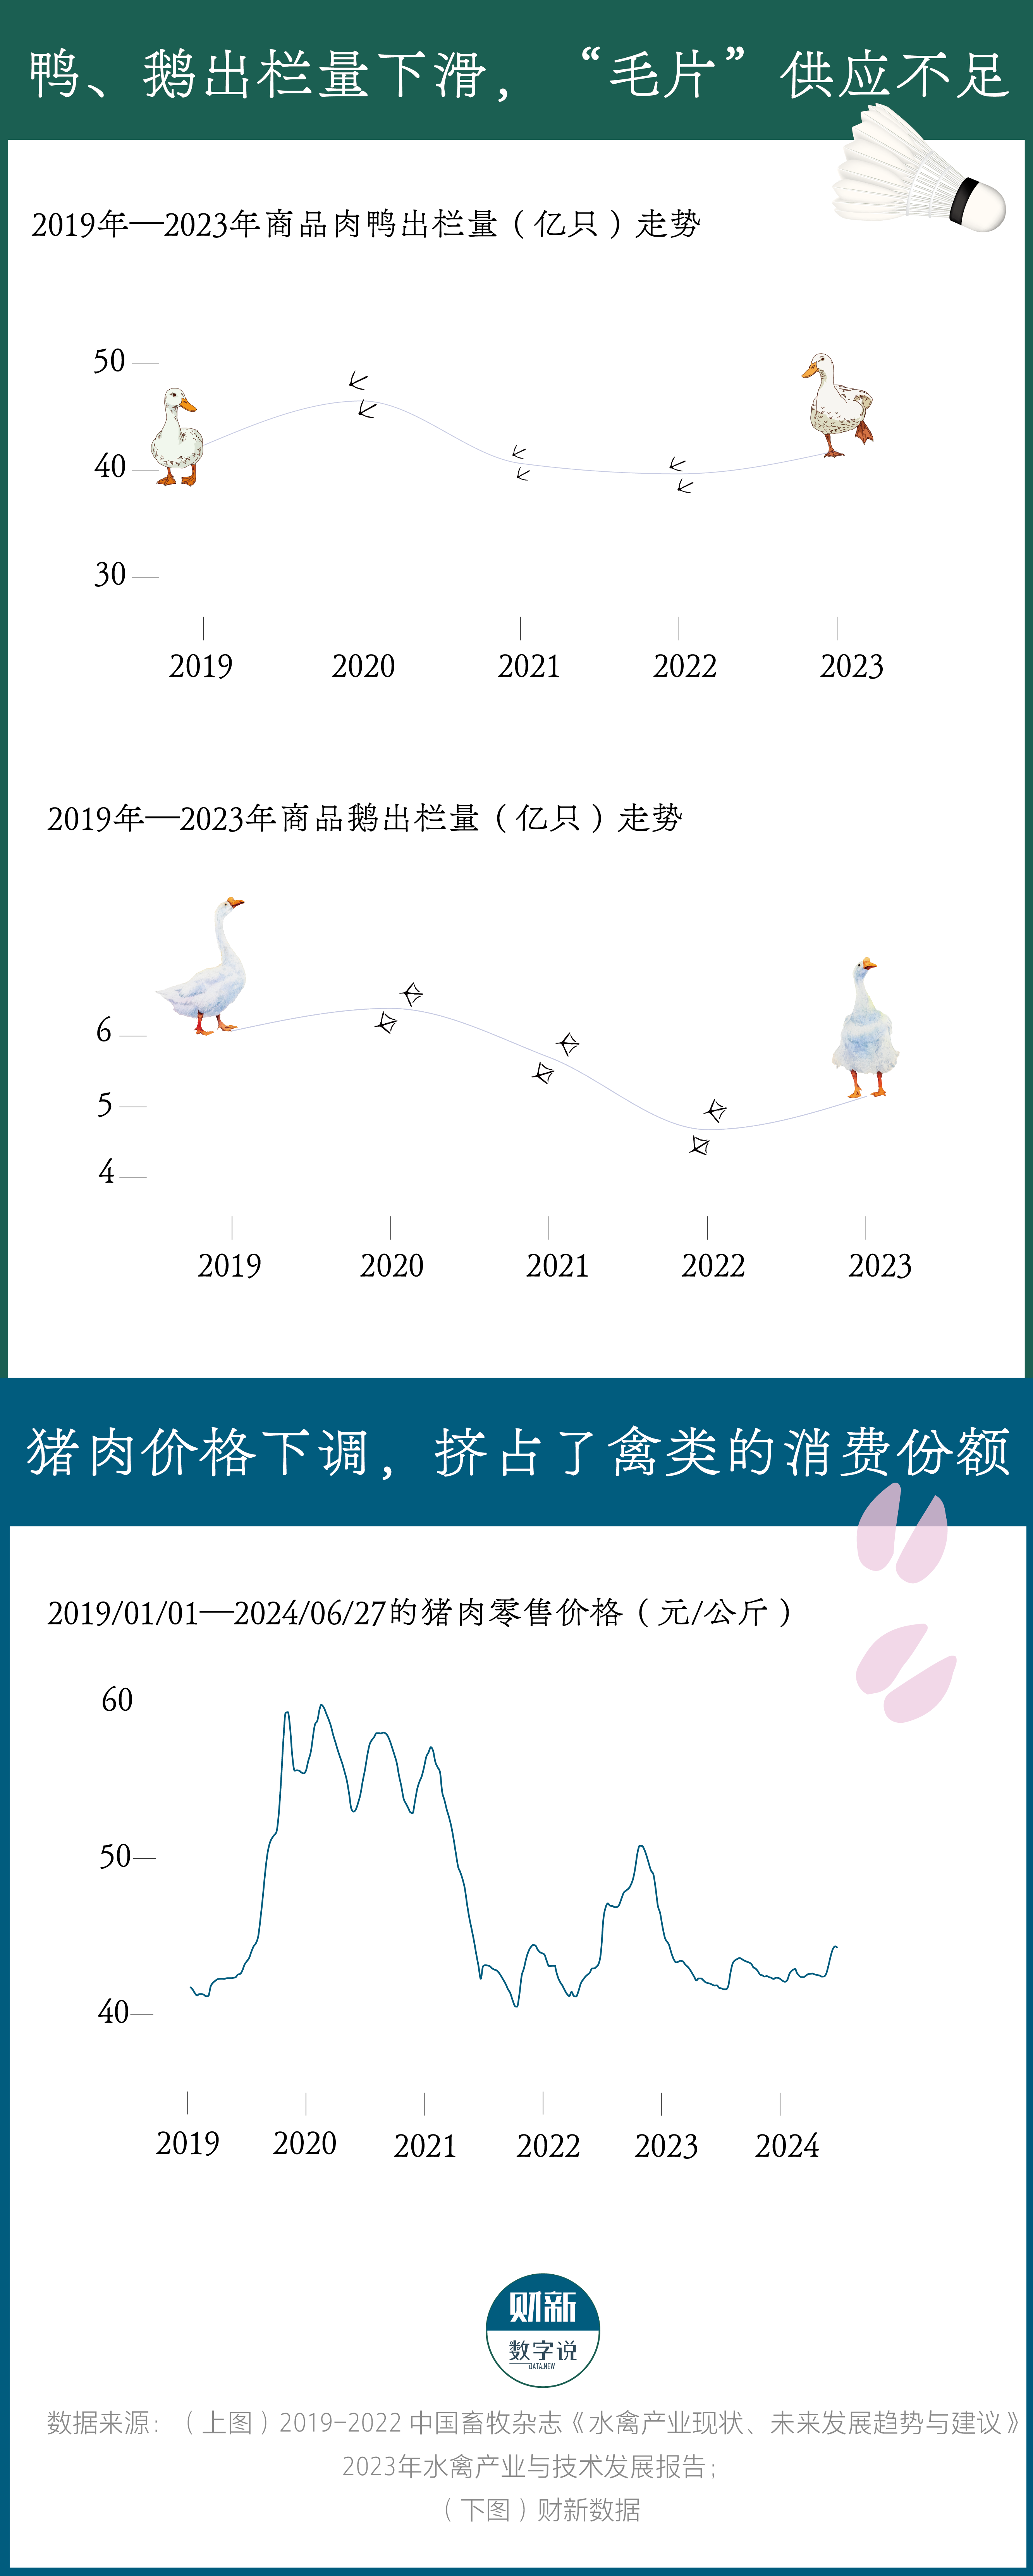 鸭、鹅出栏量下滑，“毛片”供应不足
2019年—2023年商品肉鸭出栏量（亿只）走势
50
40
30
2019 2020 2021 2022 2023
2019年—2023年商品鹅出栏量（亿只）走势
6
5
4
2019 2020 2021 2022 2023
猪肉价格下调，挤占了禽类的消费份额
2019/01/01—2024/06/27的猪肉零售价格（元/公斤）
60
50
40
2019 2020 2021 2022 2023 2024
财新
数字说
DATA.NEW
数据来源：（上图）2019-2022 中国畜牧杂志《水禽产业现状、未来发展趋势与建议》
2023年水禽产业与技术发展报告；
（下图）财新数据